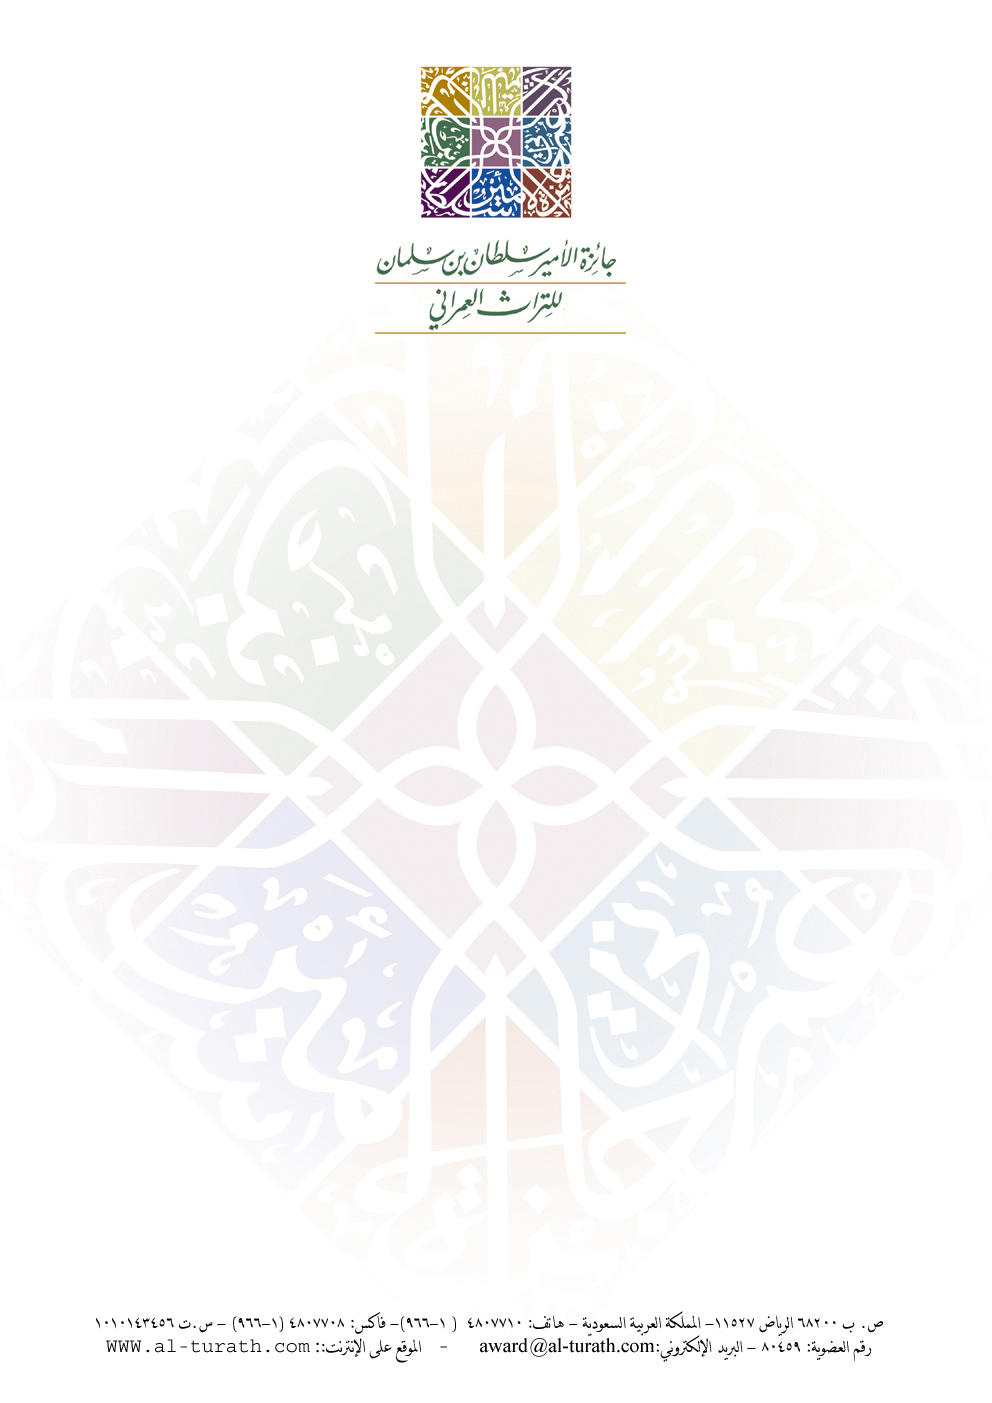 جائزة الأمير سلطان بن سلمان
للتراث العمراني
ص. ب ٦٨٢٠٠ الرياض ١١٥٢٧– المملكة العربية السعودية – هاتف: ٤٨٠٧٧١٠ ( ١–٩٦٦)– فاكس: ٤٨٠٧٧٠٨ (١–٩٦٦) – س.ت ١٠١٠١٤٣٤٥٦
رقم العضوية: ٨٠٤٥٩ – البريد الإلكتروني:award@al-turath.com - الموقع على الإنترنت:: WWW.al-turath.com